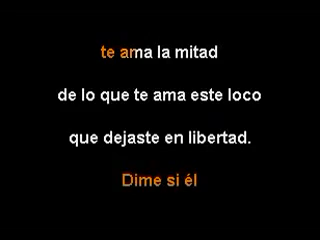 te ama la mitad
de lo que te ama este loco
que dejaste en libertad.
Dime si él